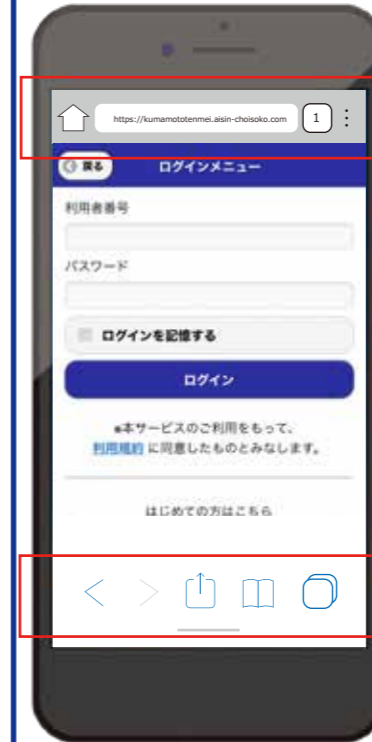 https://kumamototenmei.aisin-choisoko.com
1
戻る
ログインメニュー
利用者番号
パスワード
ログインを記憶する
ログイン
※本サービスのご利用をもって、
利用規約 に同意したものとみなします。
はじめての方はこちら